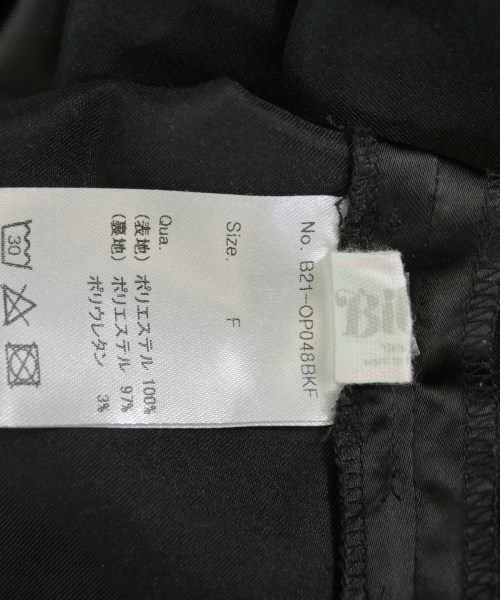 No. B21-OP048BKF
Size. F
Qua.
(表地) ポリエステル 100%
(裏地) ポリエステル 97%
ポリウレタン 3%
30